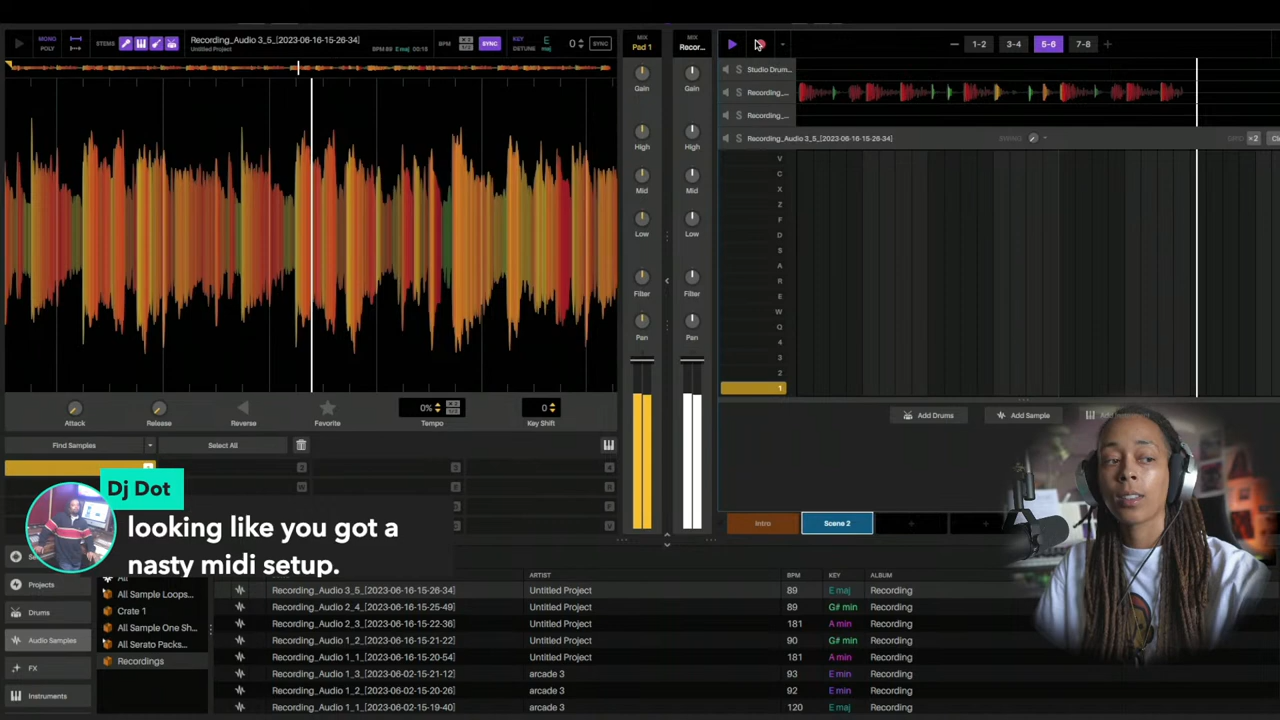 MONO
POLY
STEMS
Recording_Audio 3_5_[2023-06-16-15-26-34]
Untitled Project
BPM 89 E maj 00:15
BPM
SYNC
KEY
DETUNE
E
maj
0
SYNC
MIX
Pad 1
Gain
High
Mid
Low
Filter
Pan
MIX
Recor...
Gain
High
Mid
Low
Filter
Pan
1-2
3-4
5-6
7-8
S Studio Drum...
S Recording_...
S Recording_...
S Recording_Audio 3_5_[2023-06-16-15-26-34]
SWING
x2
V
C
X
Z
F
D
S
A
R
E
W
Q
4
3
2
1
Attack
Release
Reverse
Favorite
0%
Tempo
0
Key Shift
Add Drums
Add Sample
Find Samples
Select All
Intro
Scene 2
2
3
4
W
E
Dj Dot
looking like you got a
nasty midi setup.
Projects
Drums
Audio Samples
FX
Instruments
All
All Sample Loops...
Crate 1
All Sample One Sh...
All Serato Packs...
Recordings
ARTIST
BPM
KEY
ALBUM
Recording_Audio 3_5_[2023-06-16-15-26-34] Untitled Project 89 E maj Recording
Recording_Audio 2_4_[2023-06-16-15-25-49] Untitled Project 89 G# min Recording
Recording_Audio 2_3_[2023-06-16-15-22-36] Untitled Project 181 A min Recording
Recording_Audio 1_2_[2023-06-16-15-21-22] Untitled Project 90 G# min Recording
Recording_Audio 1_1_[2023-06-16-15-20-54] Untitled Project 181 A min Recording
Recording_Audio 1_3_[2023-06-02-15-21-12] arcade 3 93 E min Recording
Recording_Audio 1_2_[2023-06-02-15-20-26] arcade 3 92 E min Recording
Recording_Audio 1_1_[2023-06-02-15-19-40] arcade 3 120 E maj Recording